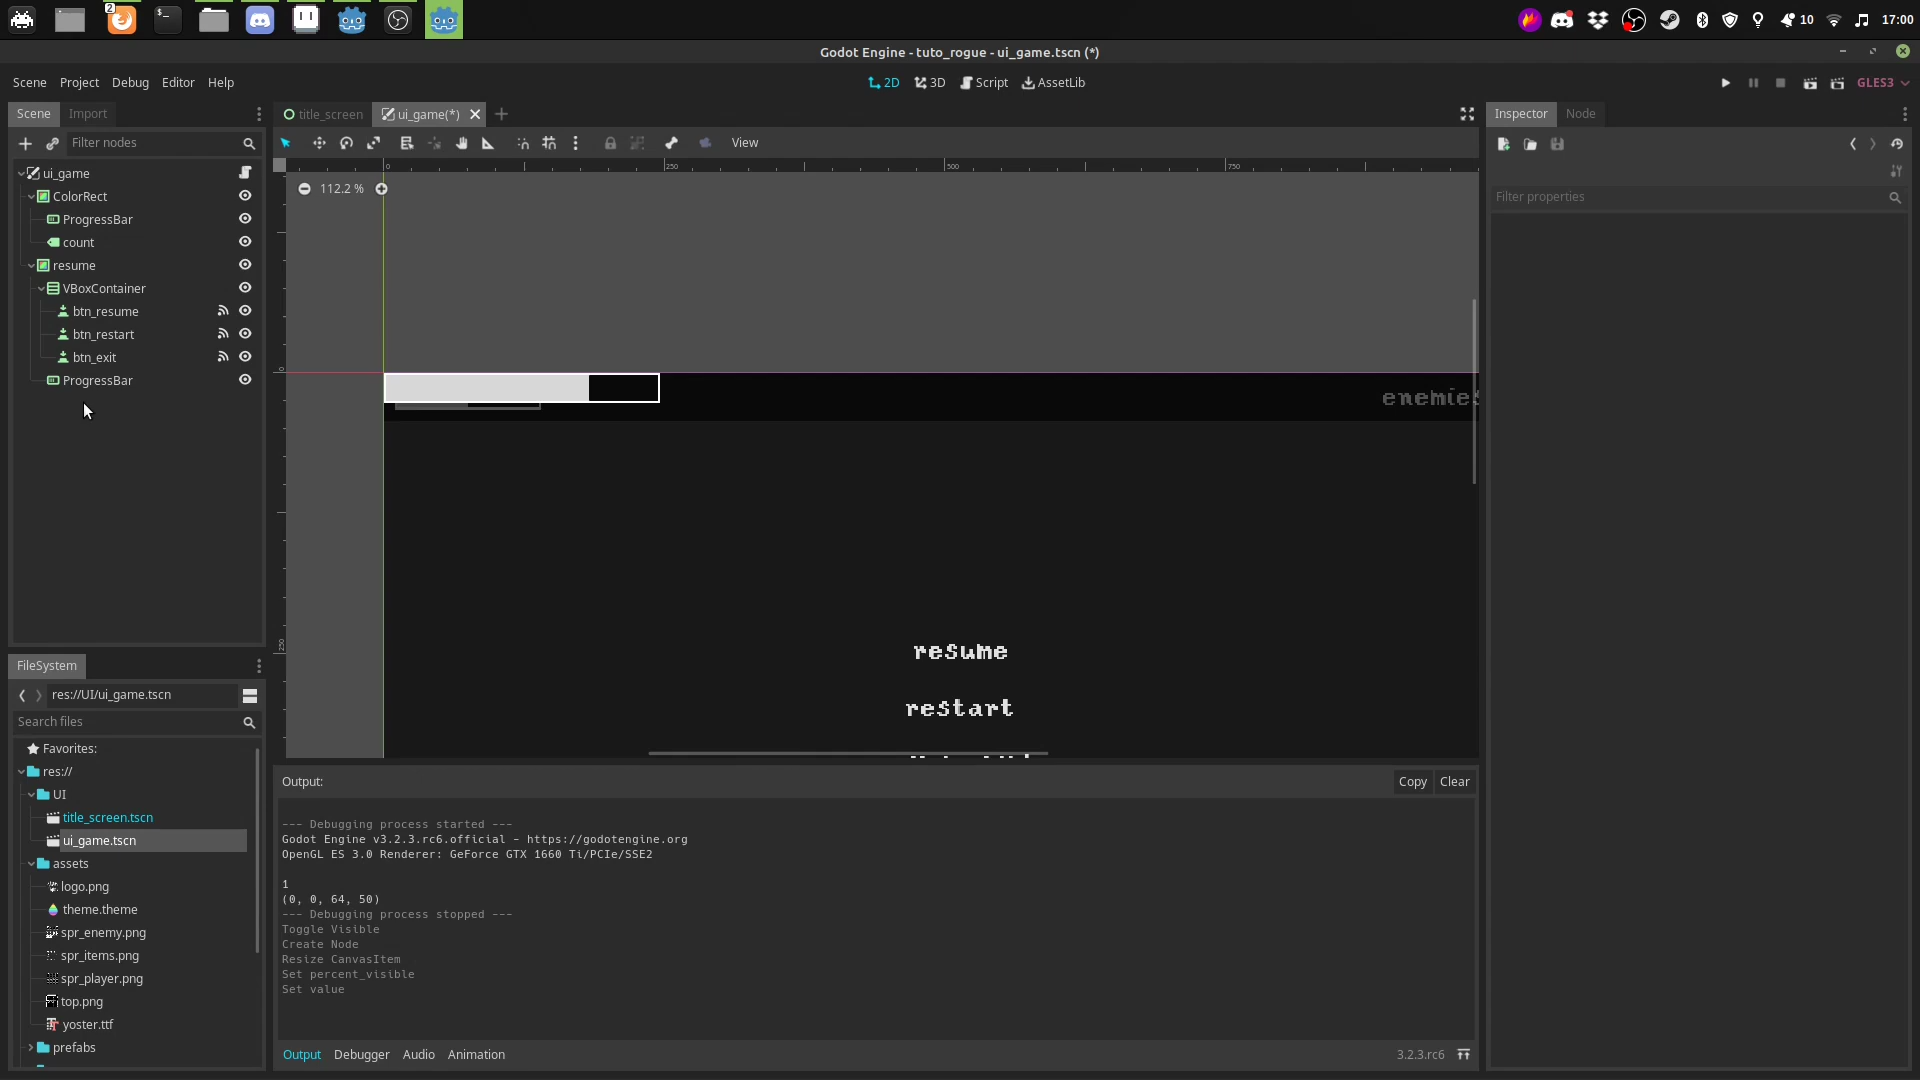 2
10
17:00
Godot Engine - tuto_rogue - ui_game.tscn (*)
Scene Project Debug Editor Help
2D 3D Script AssetLib
GLES3
Scene Import
title_screen
ui_game(*)
Inspector Node
Filter nodes
View
0 250 500 750
112.2 %
Filter properties
ui_game
ColorRect
ProgressBar
count
resume
VBoxContainer
btn_resume
btn_restart
btn_exit
ProgressBar
0
250
enemies
resume
restart
FileSystem
res://UI/ui_game.tscn
Search files
Favorites:
res://
UI
title_screen.tscn
ui_game.tscn
assets
logo.png
theme.theme
spr_enemy.png
spr_items.png
spr_player.png
top.png
yoster.ttf
prefabs
Output:
Copy Clear
--- Debugging process started ---
Godot Engine v3.2.3.rc6.official - https://godotengine.org
OpenGL ES 3.0 Renderer: GeForce GTX 1660 Ti/PCIe/SSE2
1
(0, 0, 64, 50)
--- Debugging process stopped ---
Toggle Visible
Create Node
Resize CanvasItem
Set percent_visible
Set value
Output Debugger Audio Animation
3.2.3.rc6